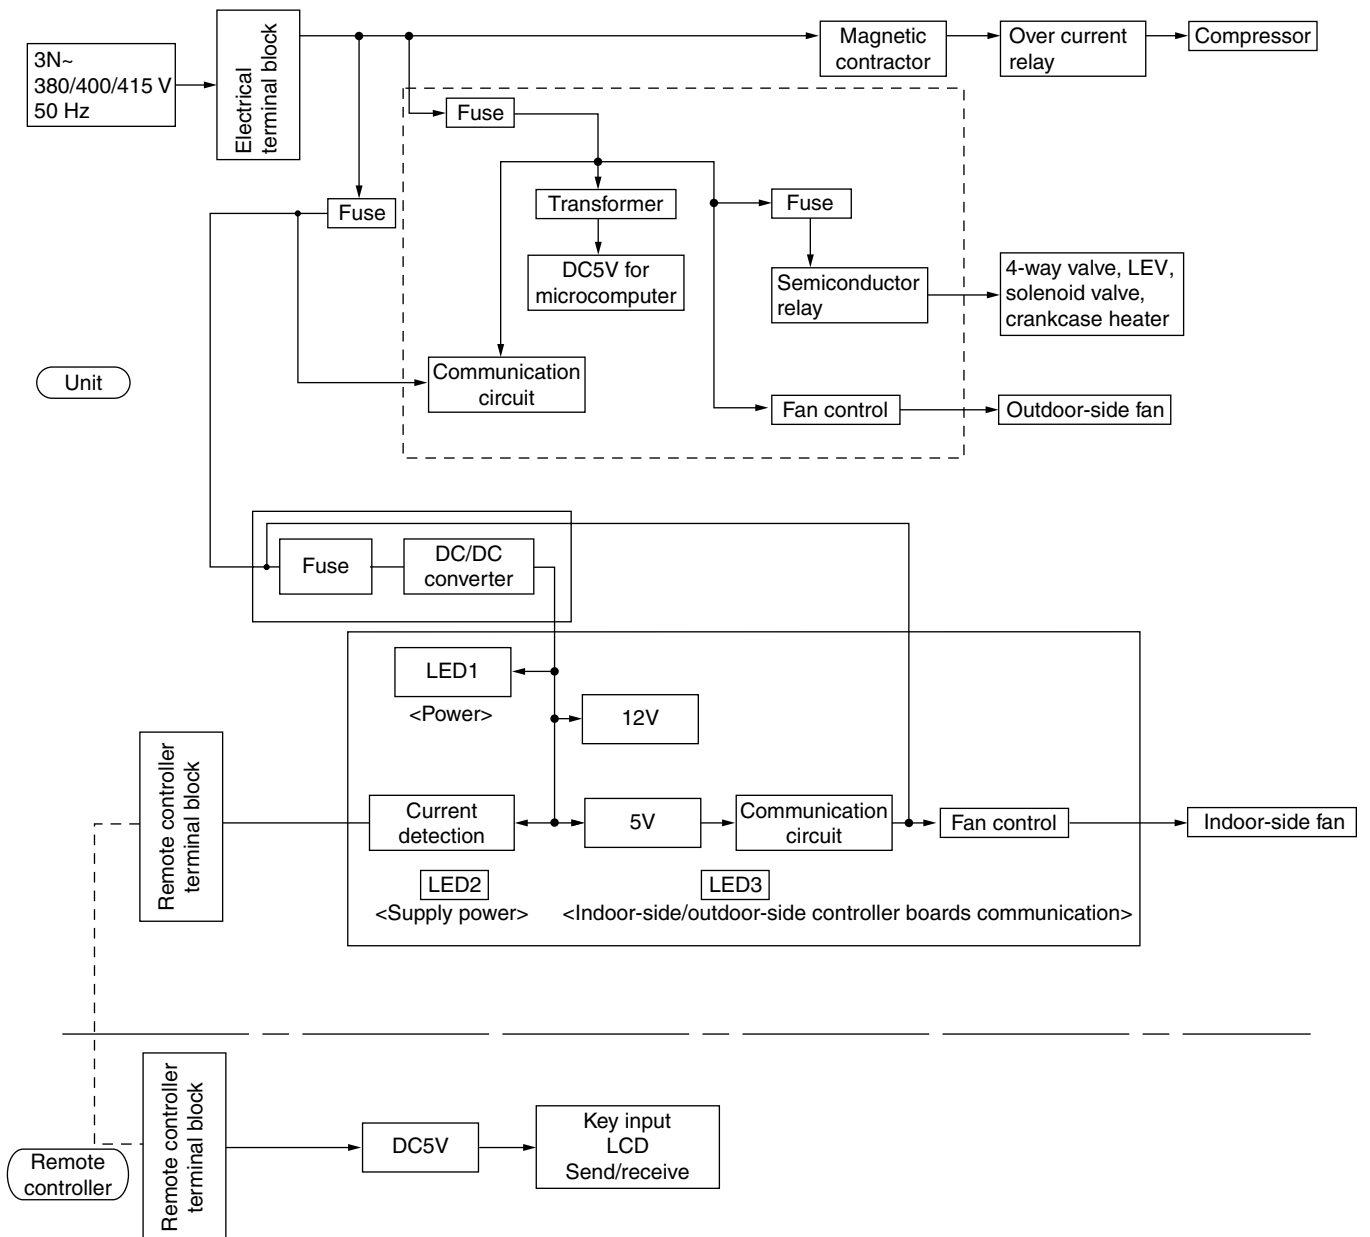 3N~
380/400/415 V
50 Hz
Electrical
terminal block
Magnetic
contractor
Over current
relay
Compressor
Fuse
Fuse
Transformer
Fuse
DC5V for
microcomputer
Semiconductor
relay
4-way valve, LEV,
solenoid valve,
crankcase heater
Unit
Communication
circuit
Fan control
Outdoor-side fan
Fuse
DC/DC
converter
LED1
<Power>
12V
Remote controller
terminal block
Current
detection
5V
Communication
circuit
Fan control
Indoor-side fan
LED2
<Supply power>
LED3
<Indoor-side/outdoor-side controller boards communication>
Remote controller
terminal block
DC5V
Key input
LCD
Send/receive
Remote
controller